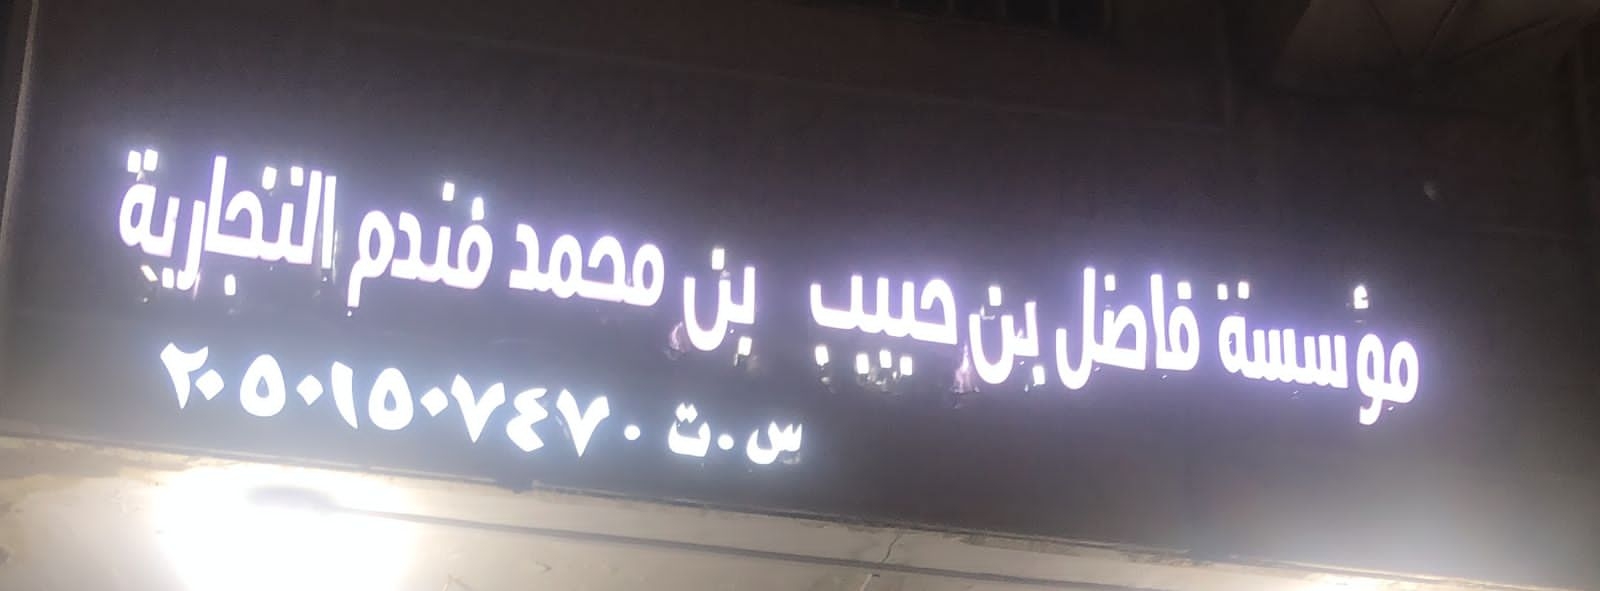 مؤسسة فاضل بن حبيب بن محمد فندم التجارية
س.ت ٢٠٥٠١٥٠٧٤٧٠